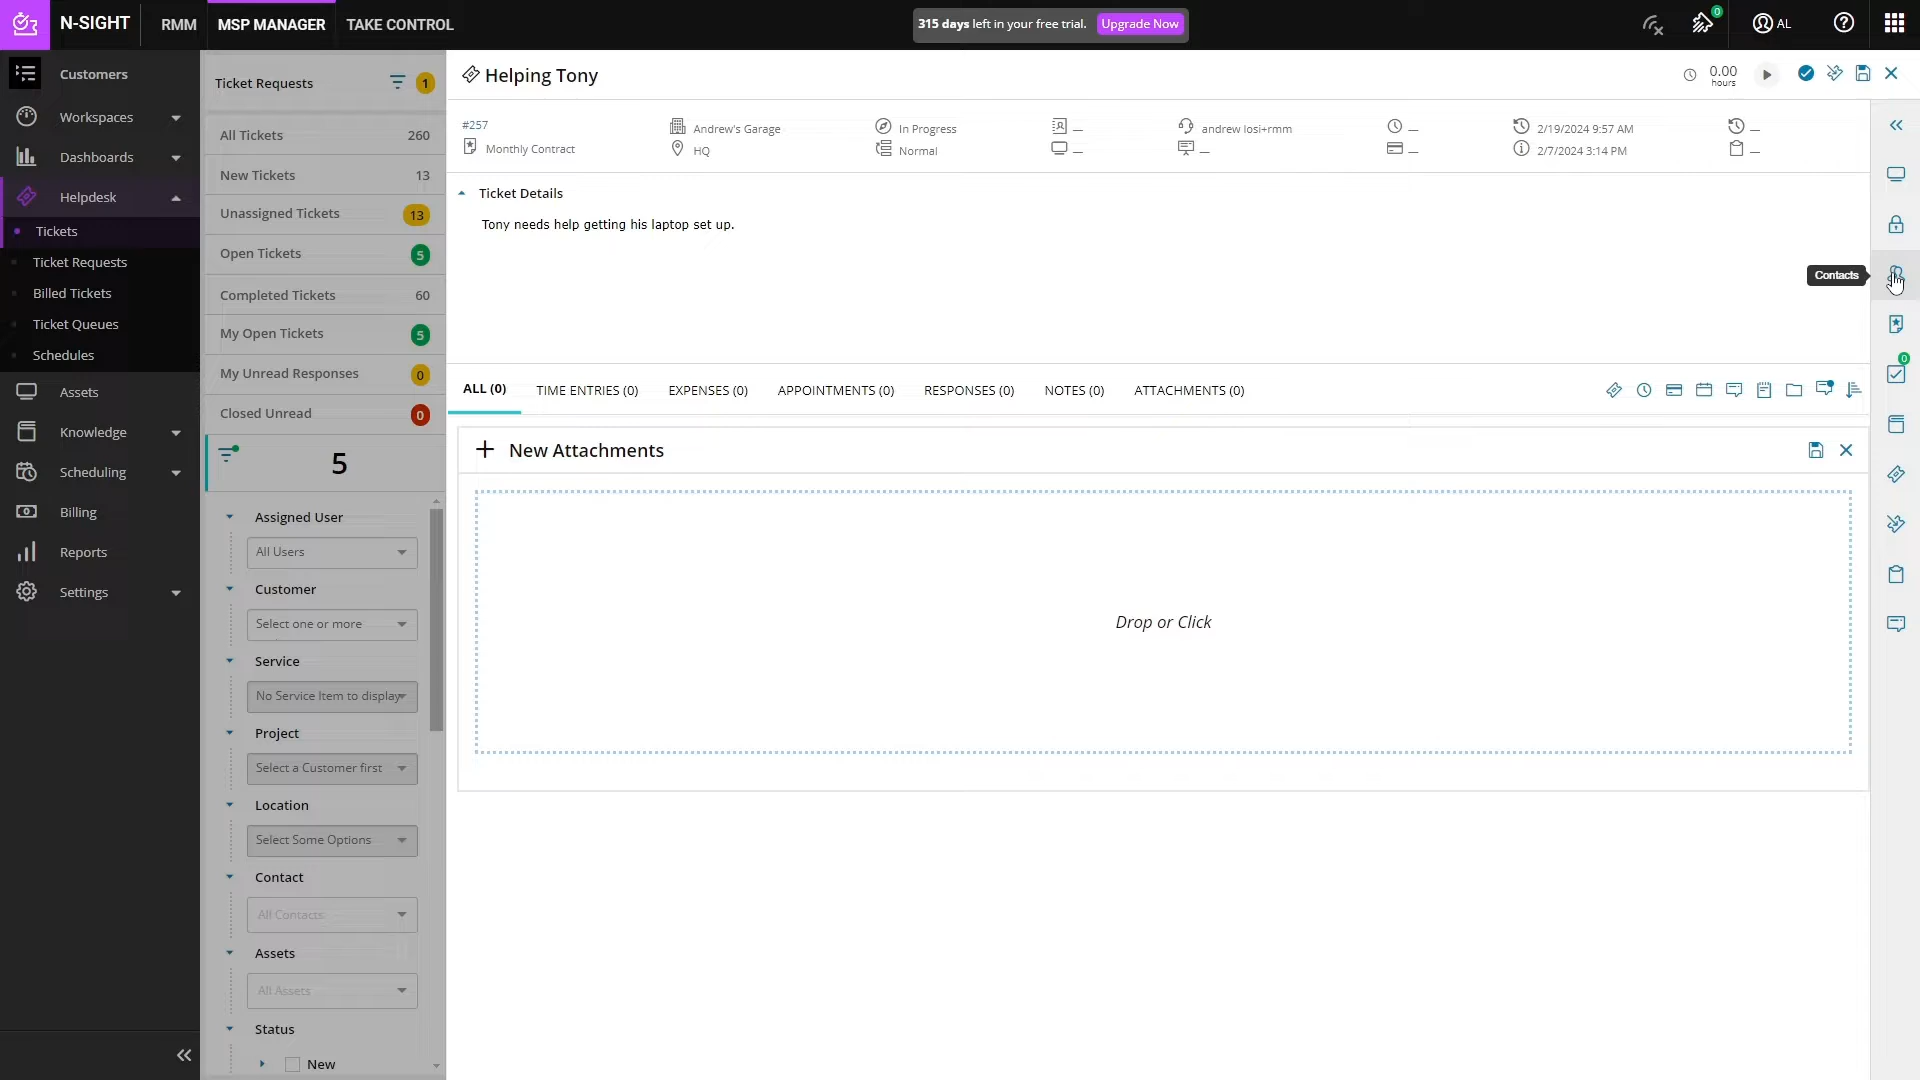 N-SIGHT
RMM
MSP MANAGER
TAKE CONTROL
315 days left in your free trial.
Upgrade Now
0
AL
Customers
Workspaces
Dashboards
Helpdesk
Tickets
Ticket Requests
Billed Tickets
Ticket Queues
Schedules
Assets
Knowledge
Scheduling
Billing
Reports
Settings
Ticket Requests
1
All Tickets 260
New Tickets 13
Unassigned Tickets 13
Open Tickets 5
Completed Tickets 60
My Open Tickets 5
My Unread Responses 0
Closed Unread 0
5
Assigned User
All Users
Customer
Select one or more
Service
No Service Item to display
Project
Select a Customer first
Location
Select Some Options
Contact
All Contacts
Assets
All Assets
Status
New
Helping Tony
0.00
hours
#257
Monthly Contract
Andrew's Garage
HQ
In Progress
Normal
—
—
andrew losi+rmm
—
—
—
2/19/2024 9:57 AM
2/7/2024 3:14 PM
—
—
Ticket Details
Tony needs help getting his laptop set up.
Contacts
0
ALL (0)
TIME ENTRIES (0)
EXPENSES (0)
APPOINTMENTS (0)
RESPONSES (0)
NOTES (0)
ATTACHMENTS (0)
New Attachments
Drop or Click